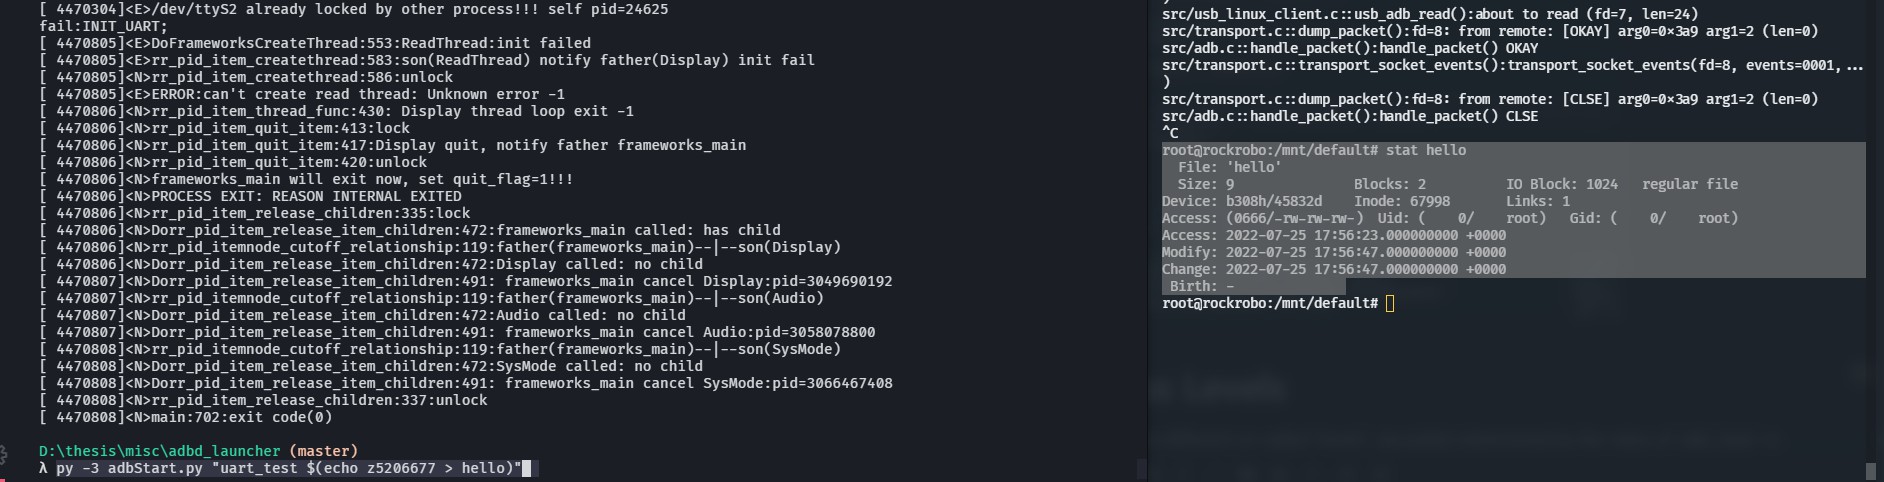 [ 4470304]<E>/dev/ttyS2 already locked by other process!!! self pid=24625
fail:INIT_UART;
[ 4470805]<E>DoFrameworksCreateThread:553:ReadThread:init failed
[ 4470805]<E>rr_pid_item_createthread:583:son(ReadThread) notify father(Display) init fail
[ 4470805]<N>rr_pid_item_createthread:586:unlock
[ 4470805]<E>ERROR:can't create read thread: Unknown error -1
[ 4470806]<N>rr_pid_item_thread_func:430: Display thread loop exit -1
[ 4470806]<N>rr_pid_item_quit_item:413:lock
[ 4470806]<N>rr_pid_item_quit_item:417:Display quit, notify father frameworks_main
[ 4470806]<N>rr_pid_item_quit_item:420:unlock
[ 4470806]<N>frameworks_main will exit now, set quit_flag=1!!!
[ 4470806]<N>PROCESS EXIT: REASON INTERNAL EXITED
[ 4470806]<N>rr_pid_item_release_children:335:lock
[ 4470806]<N>Dorr_pid_item_release_item_children:472:frameworks_main called: has child
[ 4470806]<N>rr_pid_itemnode_cutoff_relationship:119:father(frameworks_main)--|--son(Display)
[ 4470806]<N>Dorr_pid_item_release_item_children:472:Display called: no child
[ 4470806]<N>Dorr_pid_item_release_item_children:491: frameworks_main cancel Display:pid=3049690192
[ 4470807]<N>rr_pid_itemnode_cutoff_relationship:119:father(frameworks_main)--|--son(Audio)
[ 4470807]<N>Dorr_pid_item_release_item_children:472:Audio called: no child
[ 4470807]<N>Dorr_pid_item_release_item_children:491: frameworks_main cancel Audio:pid=3058078800
[ 4470808]<N>rr_pid_itemnode_cutoff_relationship:119:father(frameworks_main)--|--son(SysMode)
[ 4470808]<N>Dorr_pid_item_release_item_children:472:SysMode called: no child
[ 4470808]<N>Dorr_pid_item_release_item_children:491: frameworks_main cancel SysMode:pid=3066467408
[ 4470808]<N>rr_pid_item_release_children:337:unlock
[ 4470808]<N>main:702:exit code(0)
D:\thesis\misc\adbd_launcher (master)
λ py -3 adbStart.py "uart_test $(echo z5206677 > hello)"
)
src/usb_linux_client.c::usb_adb_read():about to read (fd=7, len=24)
src/transport.c::dump_packet():fd=8: from remote: [OKAY] arg0=0×3a9 arg1=2 (len=0)
src/adb.c::handle_packet():handle_packet() OKAY
src/transport.c::transport_socket_events():transport_socket_events(fd=8, events=0001,...
)
src/transport.c::dump_packet():fd=8: from remote: [CLSE] arg0=0×3a9 arg1=2 (len=0)
src/adb.c::handle_packet():handle_packet() CLSE
^C
root@rockrobo:/mnt/default# stat hello
File: 'hello'
Size: 9 Blocks: 2 IO Block: 1024 regular file
Device: b308h/45832d Inode: 67998 Links: 1
Access: (0666/-rw-rw-rw-) Uid: ( 0/ root) Gid: ( 0/ root)
Access: 2022-07-25 17:56:23.000000000 +0000
Modify: 2022-07-25 17:56:47.000000000 +0000
Change: 2022-07-25 17:56:47.000000000 +0000
Birth: -
root@rockrobo:/mnt/default#